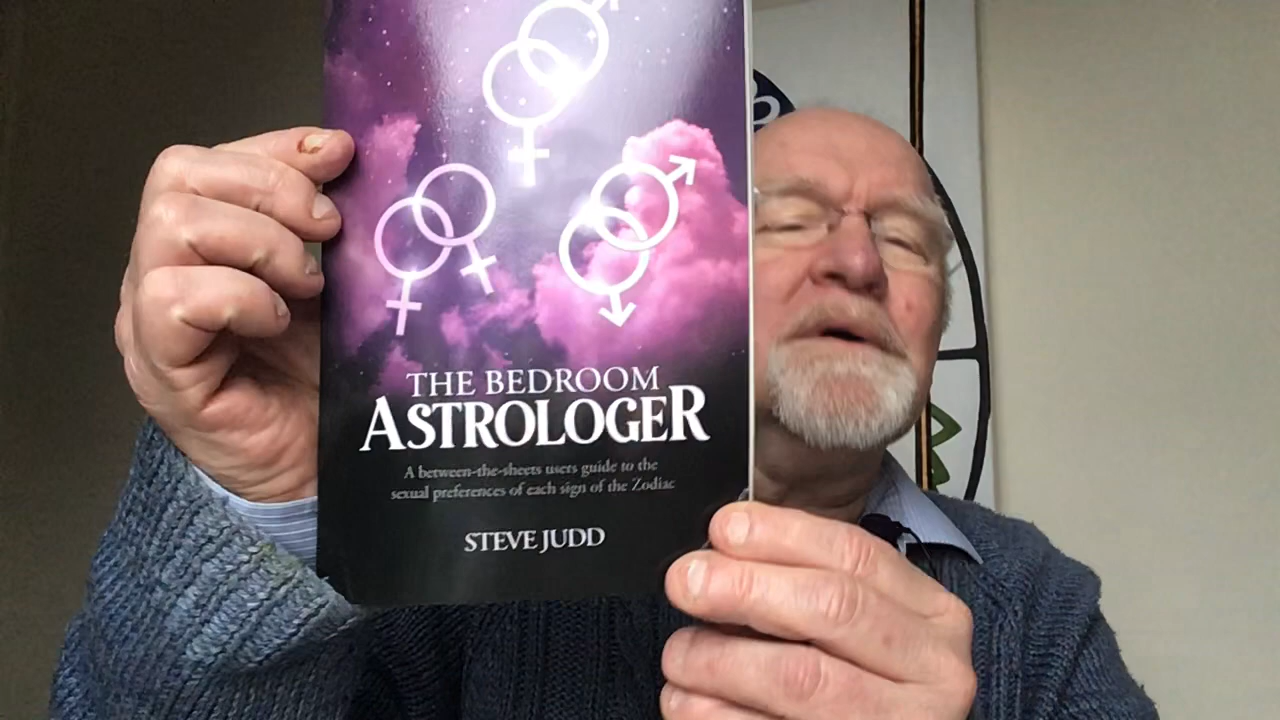 THE BEDROOM
ASTROLOGER
A between-the-sheets users guide to the
sexual preferences of each sign of the Zodiac
STEVE JUDD